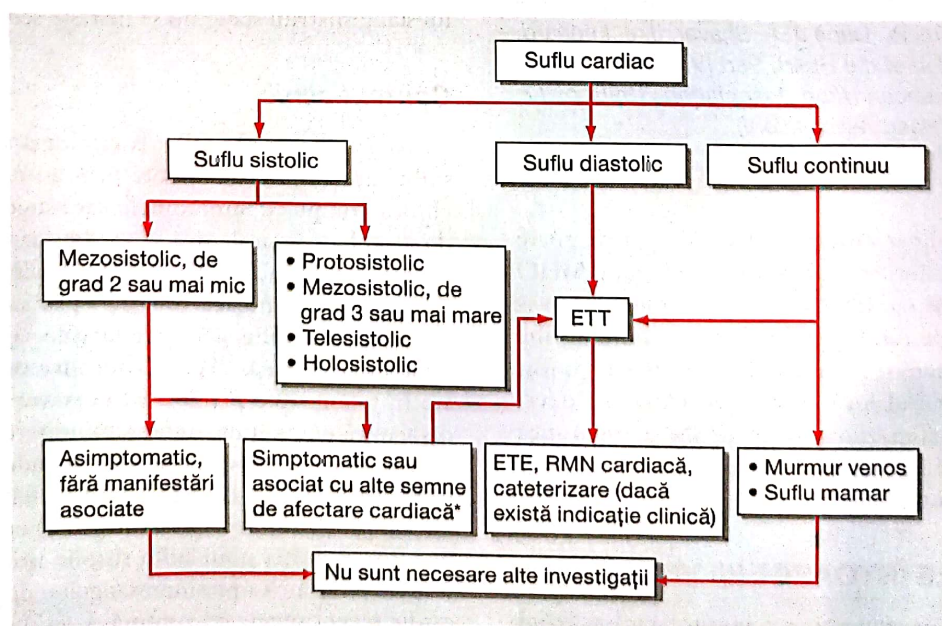 Suflu cardiac
Suflu sistolic
Suflu diastolic
Suflu continuu
Mezosistolic, de
grad 2 sau mai mic
• Protosistolic
• Mezosistolic, de
grad 3 sau mai mare
• Telesistolic
• Holosistolic
ETT
Asimptomatic,
fără manifestări
asociate
Simptomatic sau
asociat cu alte semne
de afectare cardiacă*
ETE, RMN cardiacă,
cateterizare (dacă
există indicație clinică)
• Murmur venos
• Suflu mamar
Nu sunt necesare alte investigații